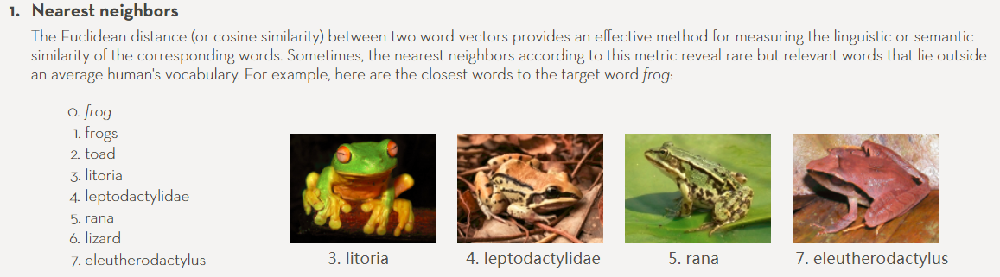 1. Nearest neighbors
The Euclidean distance (or cosine similarity) between two word vectors provides an effective method for measuring the linguistic or semantic
similarity of the corresponding words. Sometimes, the nearest neighbors according to this metric reveal rare but relevant words that lie outside
an average human's vocabulary. For example, here are the closest words to the target word frog:
0. frog
1. frogs
2. toad
3. litoria
4. leptodactylidae
5. rana
6. lizard
7. eleutherodactylus
3. litoria
4. leptodactylidae
5. rana
7. eleutherodactylus